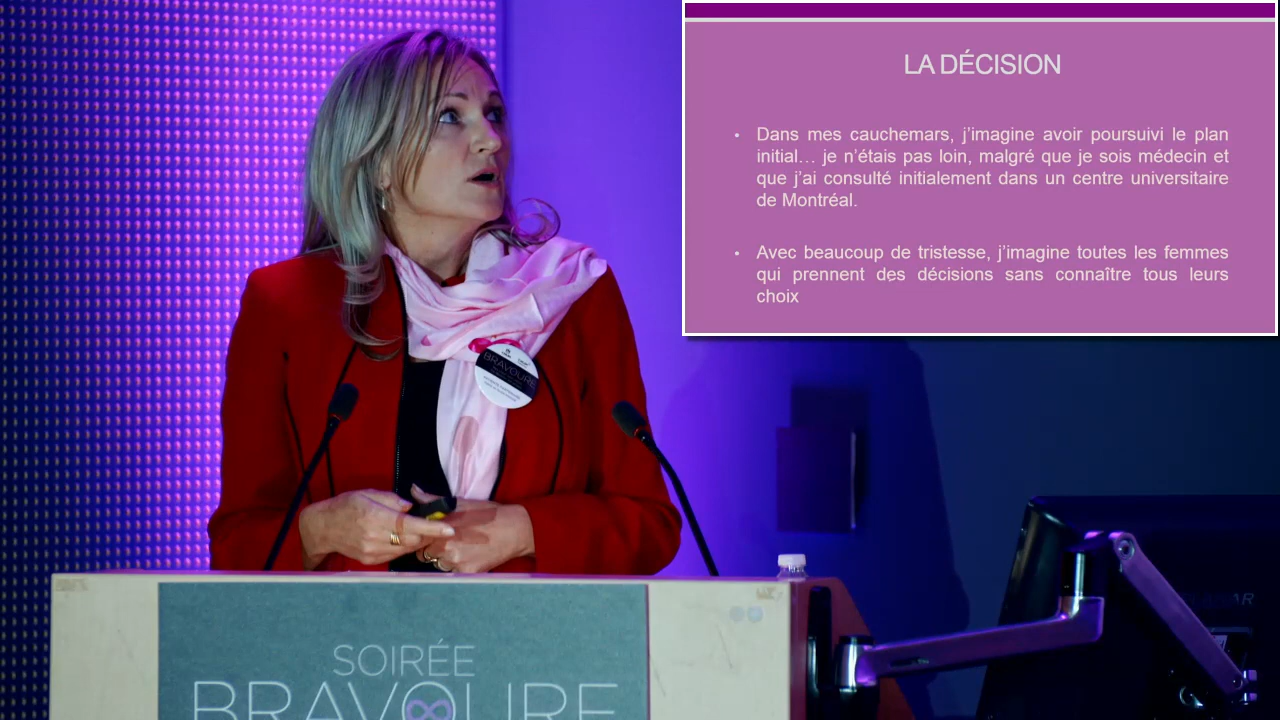 LA DÉCISION
• Dans mes cauchemars, j’imagine avoir poursuivi le plan
initial… je n’étais pas loin, malgré que je sois médecin et
que j’ai consulté initialement dans un centre universitaire
de Montréal.
• Avec beaucoup de tristesse, j’imagine toutes les femmes
qui prennent des décisions sans connaître tous leurs
choix
BRAVOURE
SOIRÉE
BRAVOURE